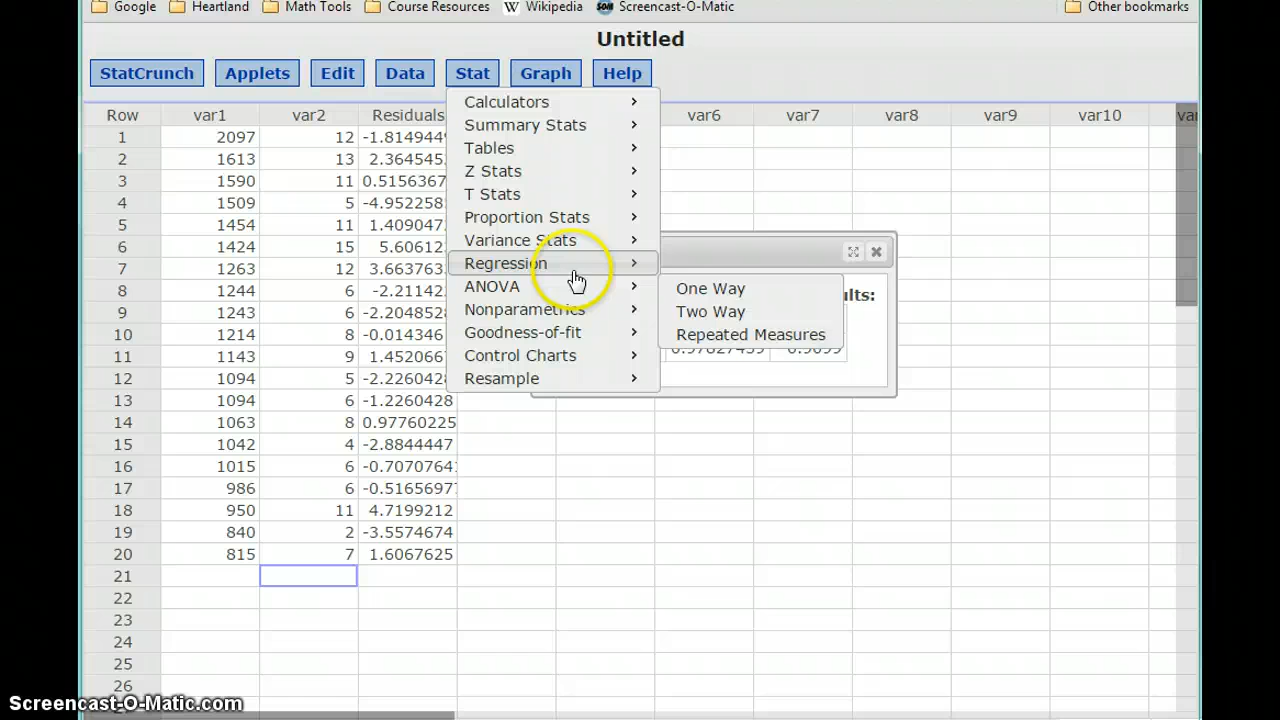 Google Heartland Math Tools Course Resources W Wikipedia SOM Screencast-O-Matic Other bookmarks
Untitled
StatCrunch Applets Edit Data Stat Graph Help
Row var1 var2 Residuals var6 var7 var8 var9 var10 var
Calculators
Summary Stats
Tables
Z Stats
T Stats
Proportion Stats
Variance Stats
Regression
ANOVA
Nonparametrics
Goodness-of-fit
Control Charts
Resample
One Way
Two Way
Repeated Measures
ults:
1 2097 12 -1.8149449
2 1613 13 2.364545
3 1590 11 0.5156367
4 1509 5 -4.952258
5 1454 11 1.409047
6 1424 15 5.60612
7 1263 12 3.663763
8 1244 6 -2.21142
9 1243 6 -2.204852
10 1214 8 -0.014346
11 1143 9 1.452066
12 1094 5 -2.2260428
13 1094 6 -1.2260428
14 1063 8 0.97760225
15 1042 4 -2.8844447
16 1015 6 -0.7070764
17 986 6 -0.5165697
18 950 11 4.7199212
19 840 2 -3.5574674
20 815 7 1.6067625
21
22
23
24
25
26
Screencast-O-Matic.com